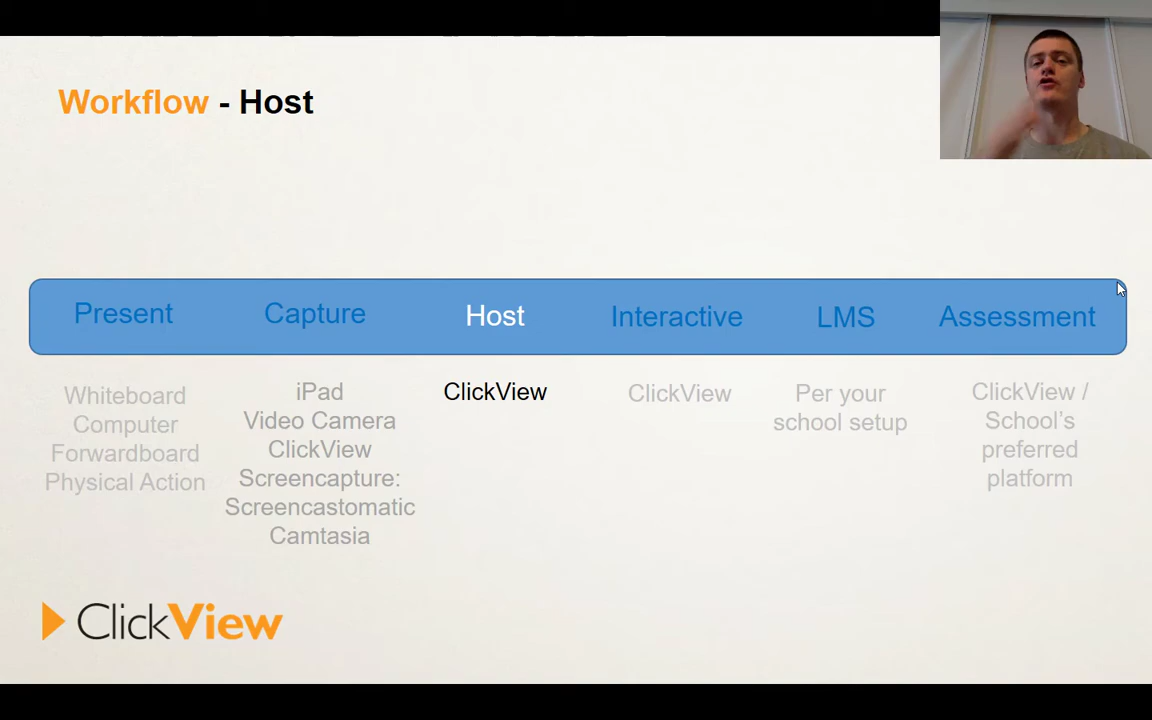 Workflow - Host
Present Capture Host Interactive LMS Assessment
Whiteboard
Computer
Forwardboard
Physical Action
iPad
Video Camera
ClickView
Screencapture:
Screencastomatic
Camtasia
ClickView
ClickView
Per your
school setup
ClickView /
School's
preferred
platform
ClickView